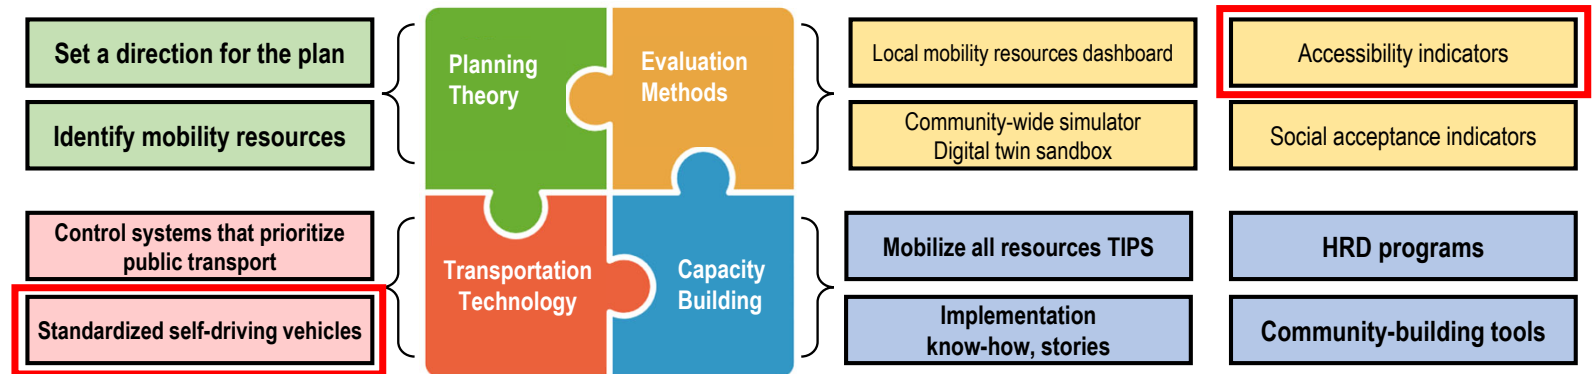 Set a direction for the plan
Identify mobility resources
Planning
Theory
Evaluation
Methods
Local mobility resources dashboard
Accessibility indicators
Community-wide simulator
Digital twin sandbox
Social acceptance indicators
Control systems that prioritize
public transport
Standardized self-driving vehicles
Transportation
Technology
Capacity
Building
Mobilize all resources TIPS
HRD programs
Implementation
know-how, stories
Community-building tools